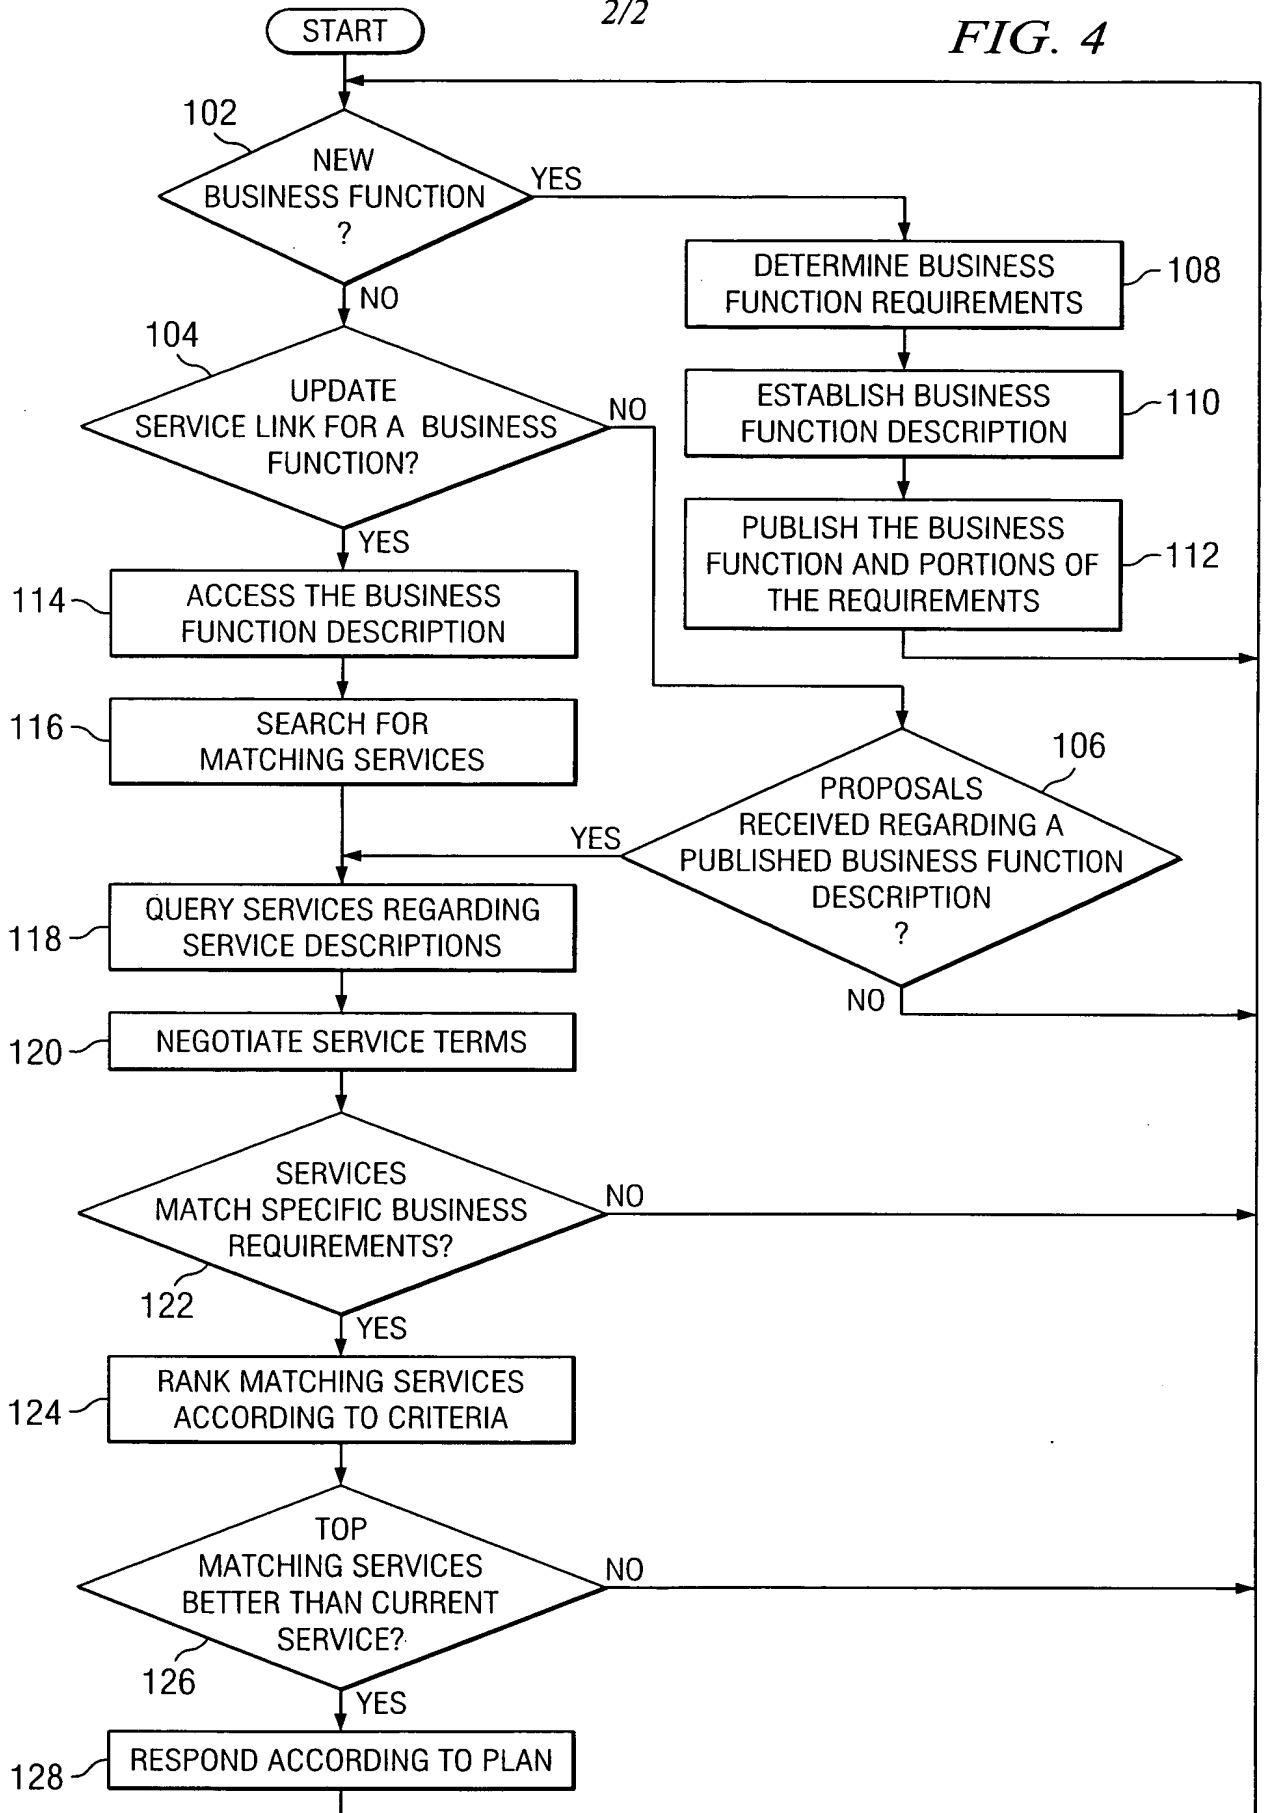 2/2
FIG. 4
START
102
NEW
BUSINESS FUNCTION
?
YES
NO
DETERMINE BUSINESS
FUNCTION REQUIREMENTS
108
104
UPDATE
SERVICE LINK FOR A BUSINESS
FUNCTION?
NO
YES
ESTABLISH BUSINESS
FUNCTION DESCRIPTION
110
PUBLISH THE BUSINESS
FUNCTION AND PORTIONS OF
THE REQUIREMENTS
112
114
ACCESS THE BUSINESS
FUNCTION DESCRIPTION
116
SEARCH FOR
MATCHING SERVICES
106
PROPOSALS
RECEIVED REGARDING A
PUBLISHED BUSINESS FUNCTION
DESCRIPTION
?
YES
NO
118
QUERY SERVICES REGARDING
SERVICE DESCRIPTIONS
120
NEGOTIATE SERVICE TERMS
SERVICES
MATCH SPECIFIC BUSINESS
REQUIREMENTS?
NO
122
YES
124
RANK MATCHING SERVICES
ACCORDING TO CRITERIA
TOP
MATCHING SERVICES
BETTER THAN CURRENT
SERVICE?
NO
126
YES
128
RESPOND ACCORDING TO PLAN